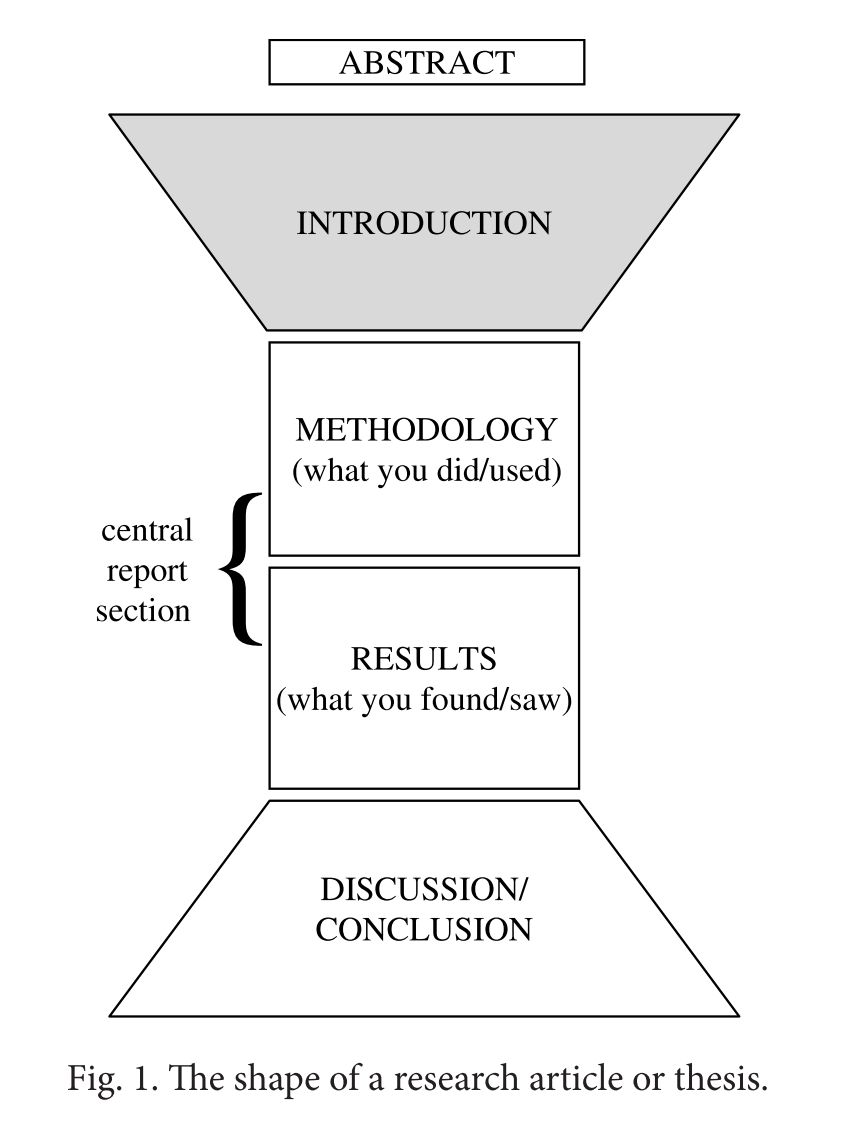 ABSTRACT
INTRODUCTION
METHODOLOGY
(what you did/used)
central
report
section
RESULTS
(what you found/saw)
DISCUSSION/
CONCLUSION
Fig. 1. The shape of a research article or thesis.